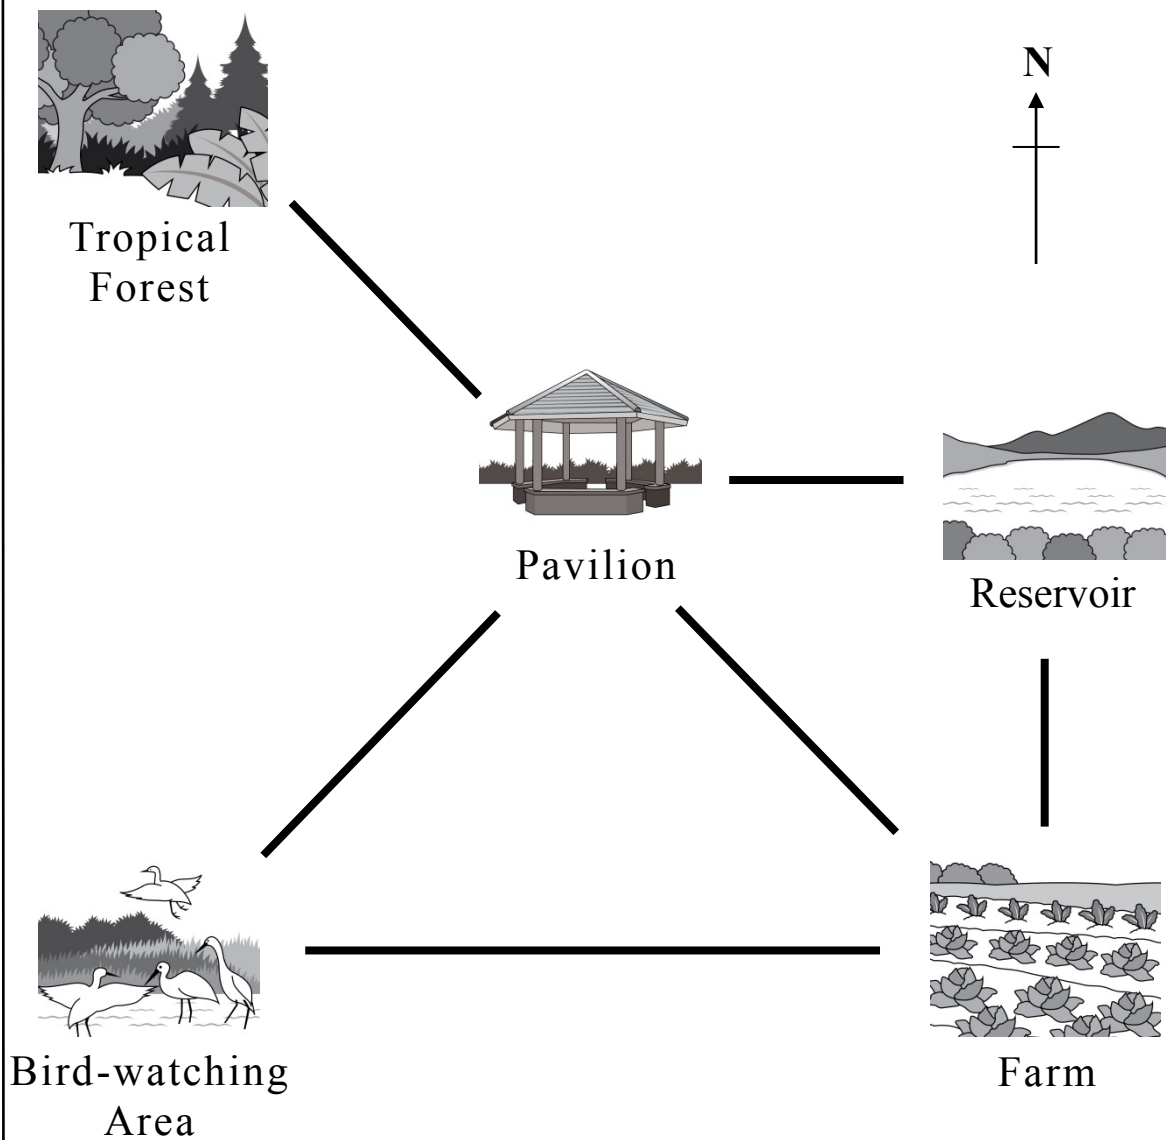 N
Tropical
Forest
Pavilion
Reservoir
Bird-watching
Area
Farm